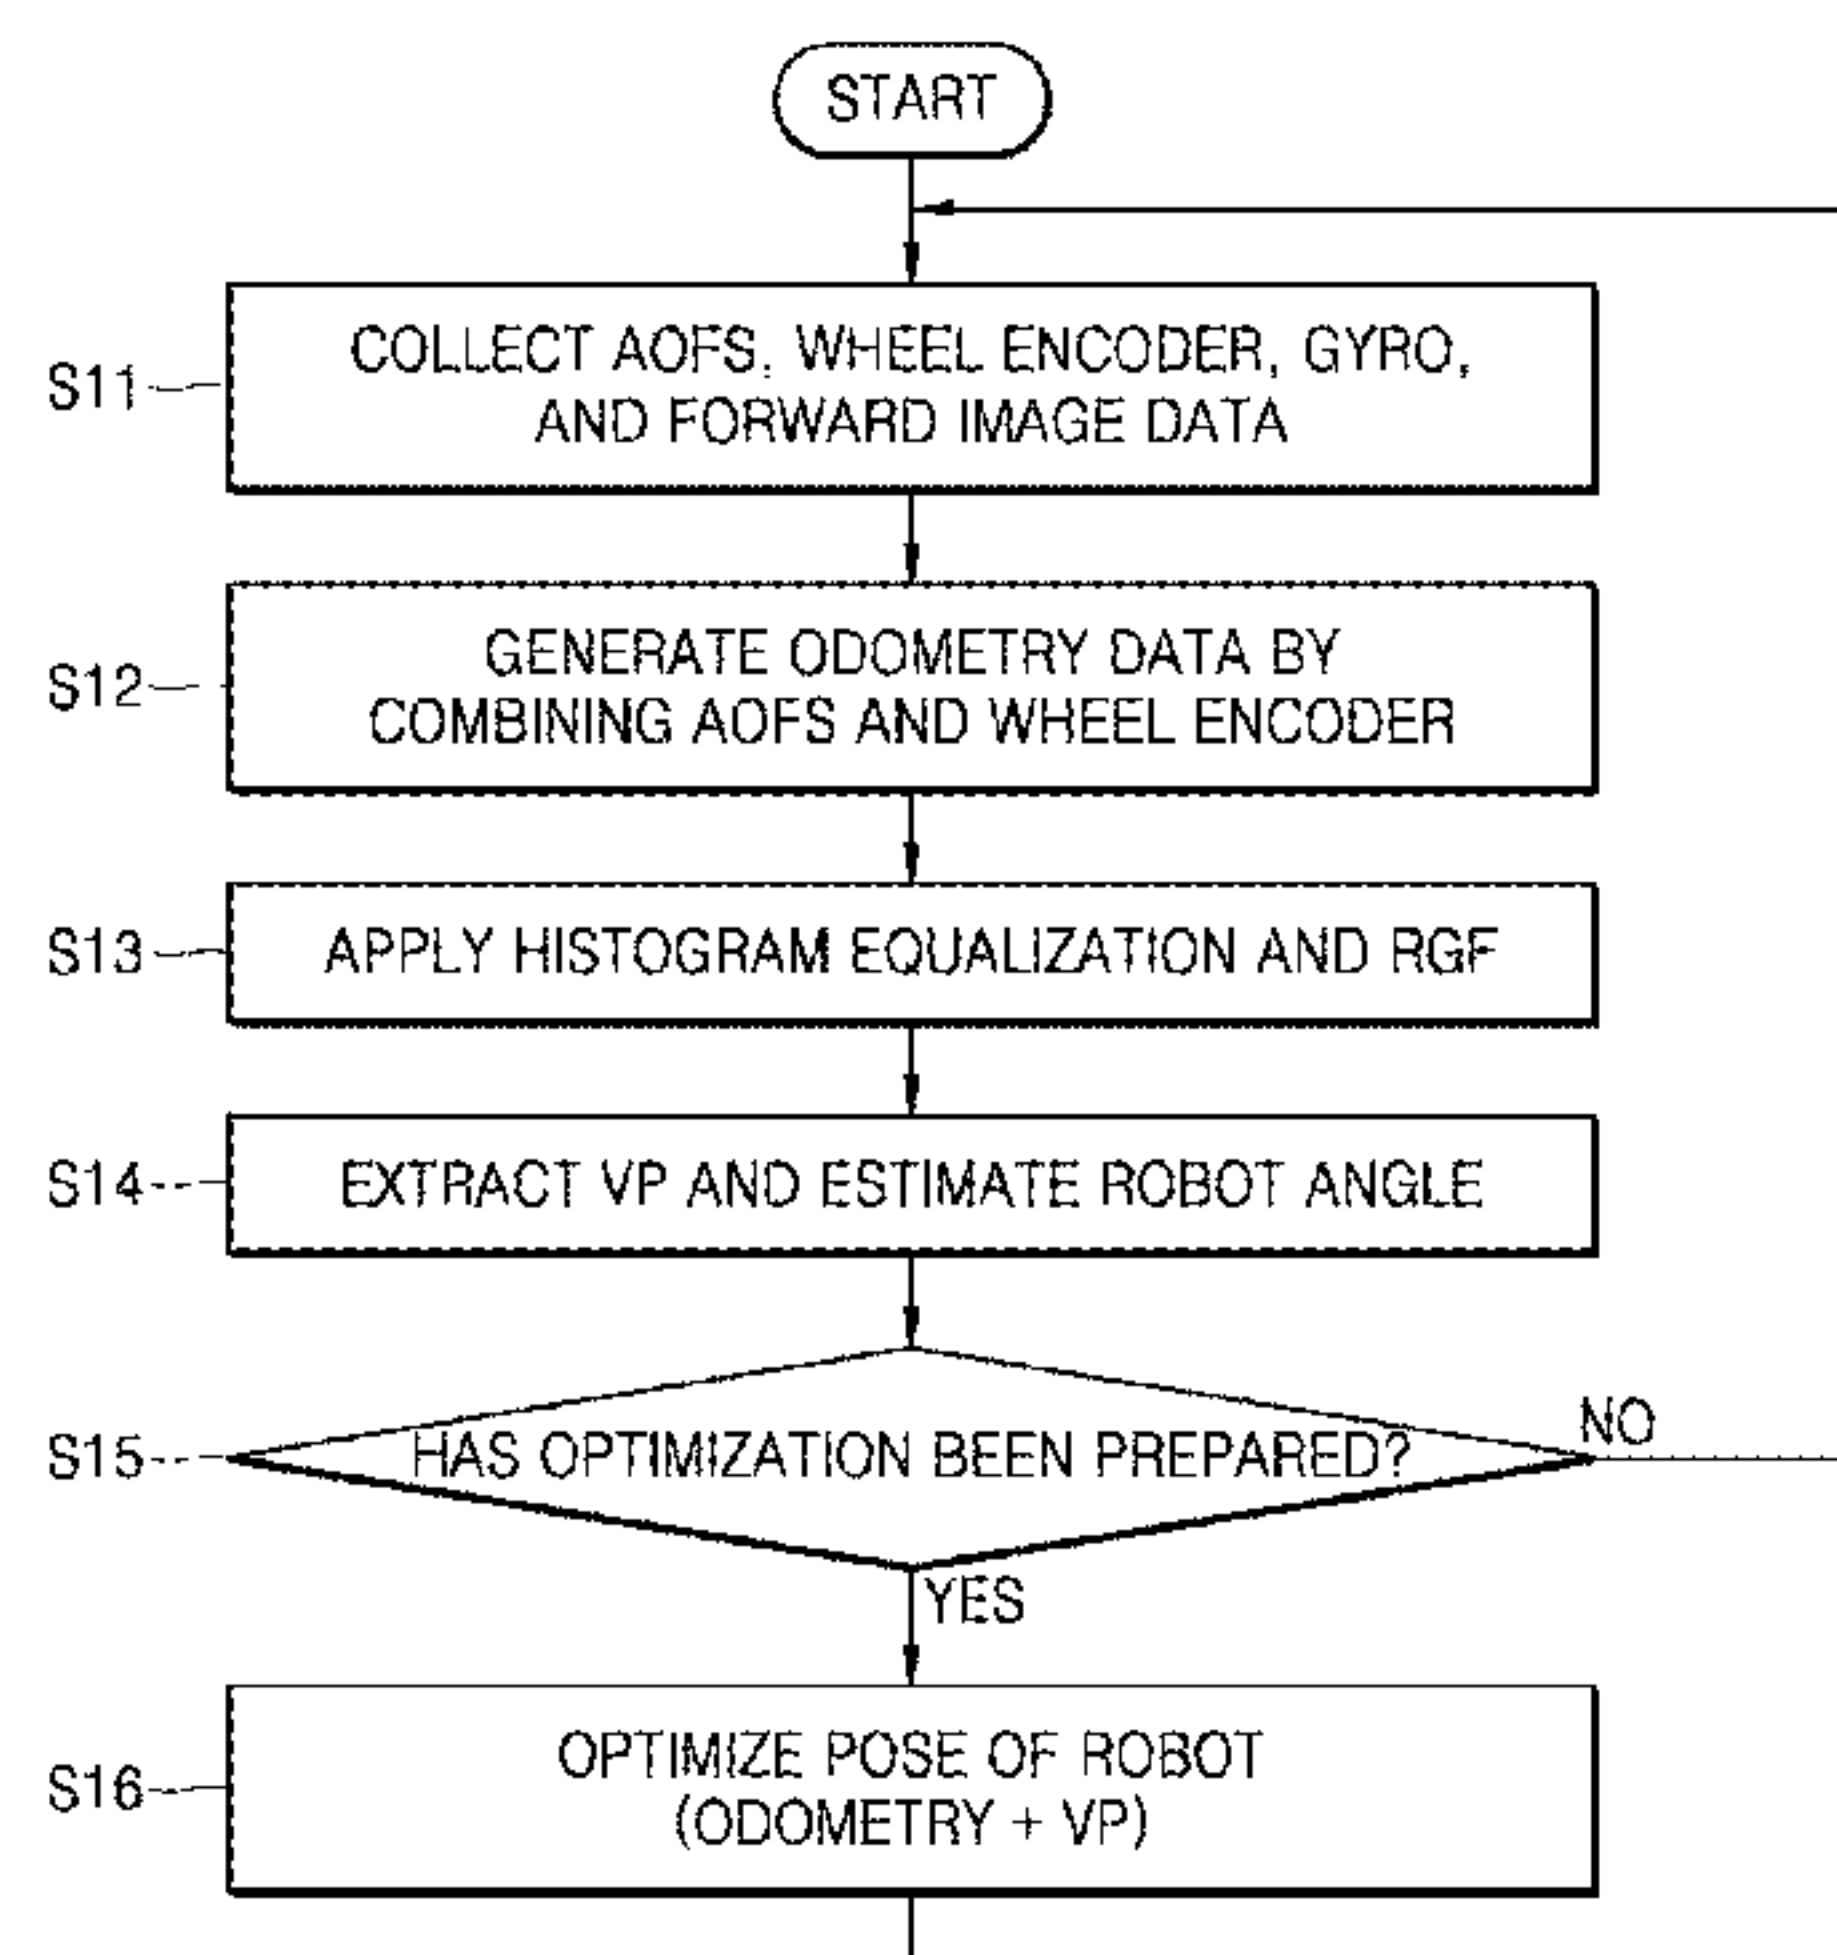 START
S11
COLLECT AOFS, WHEEL ENCODER, GYRO,
AND FORWARD IMAGE DATA
S12
GENERATE ODOMETRY DATA BY
COMBINING AOFS AND WHEEL ENCODER
S13
APPLY HISTOGRAM EQUALIZATION AND RGF
S14
EXTRACT VP AND ESTIMATE ROBOT ANGLE
S15
HAS OPTIMIZATION BEEN PREPARED?
NO
YES
S16
OPTIMIZE POSE OF ROBOT
(ODOMETRY + VP)